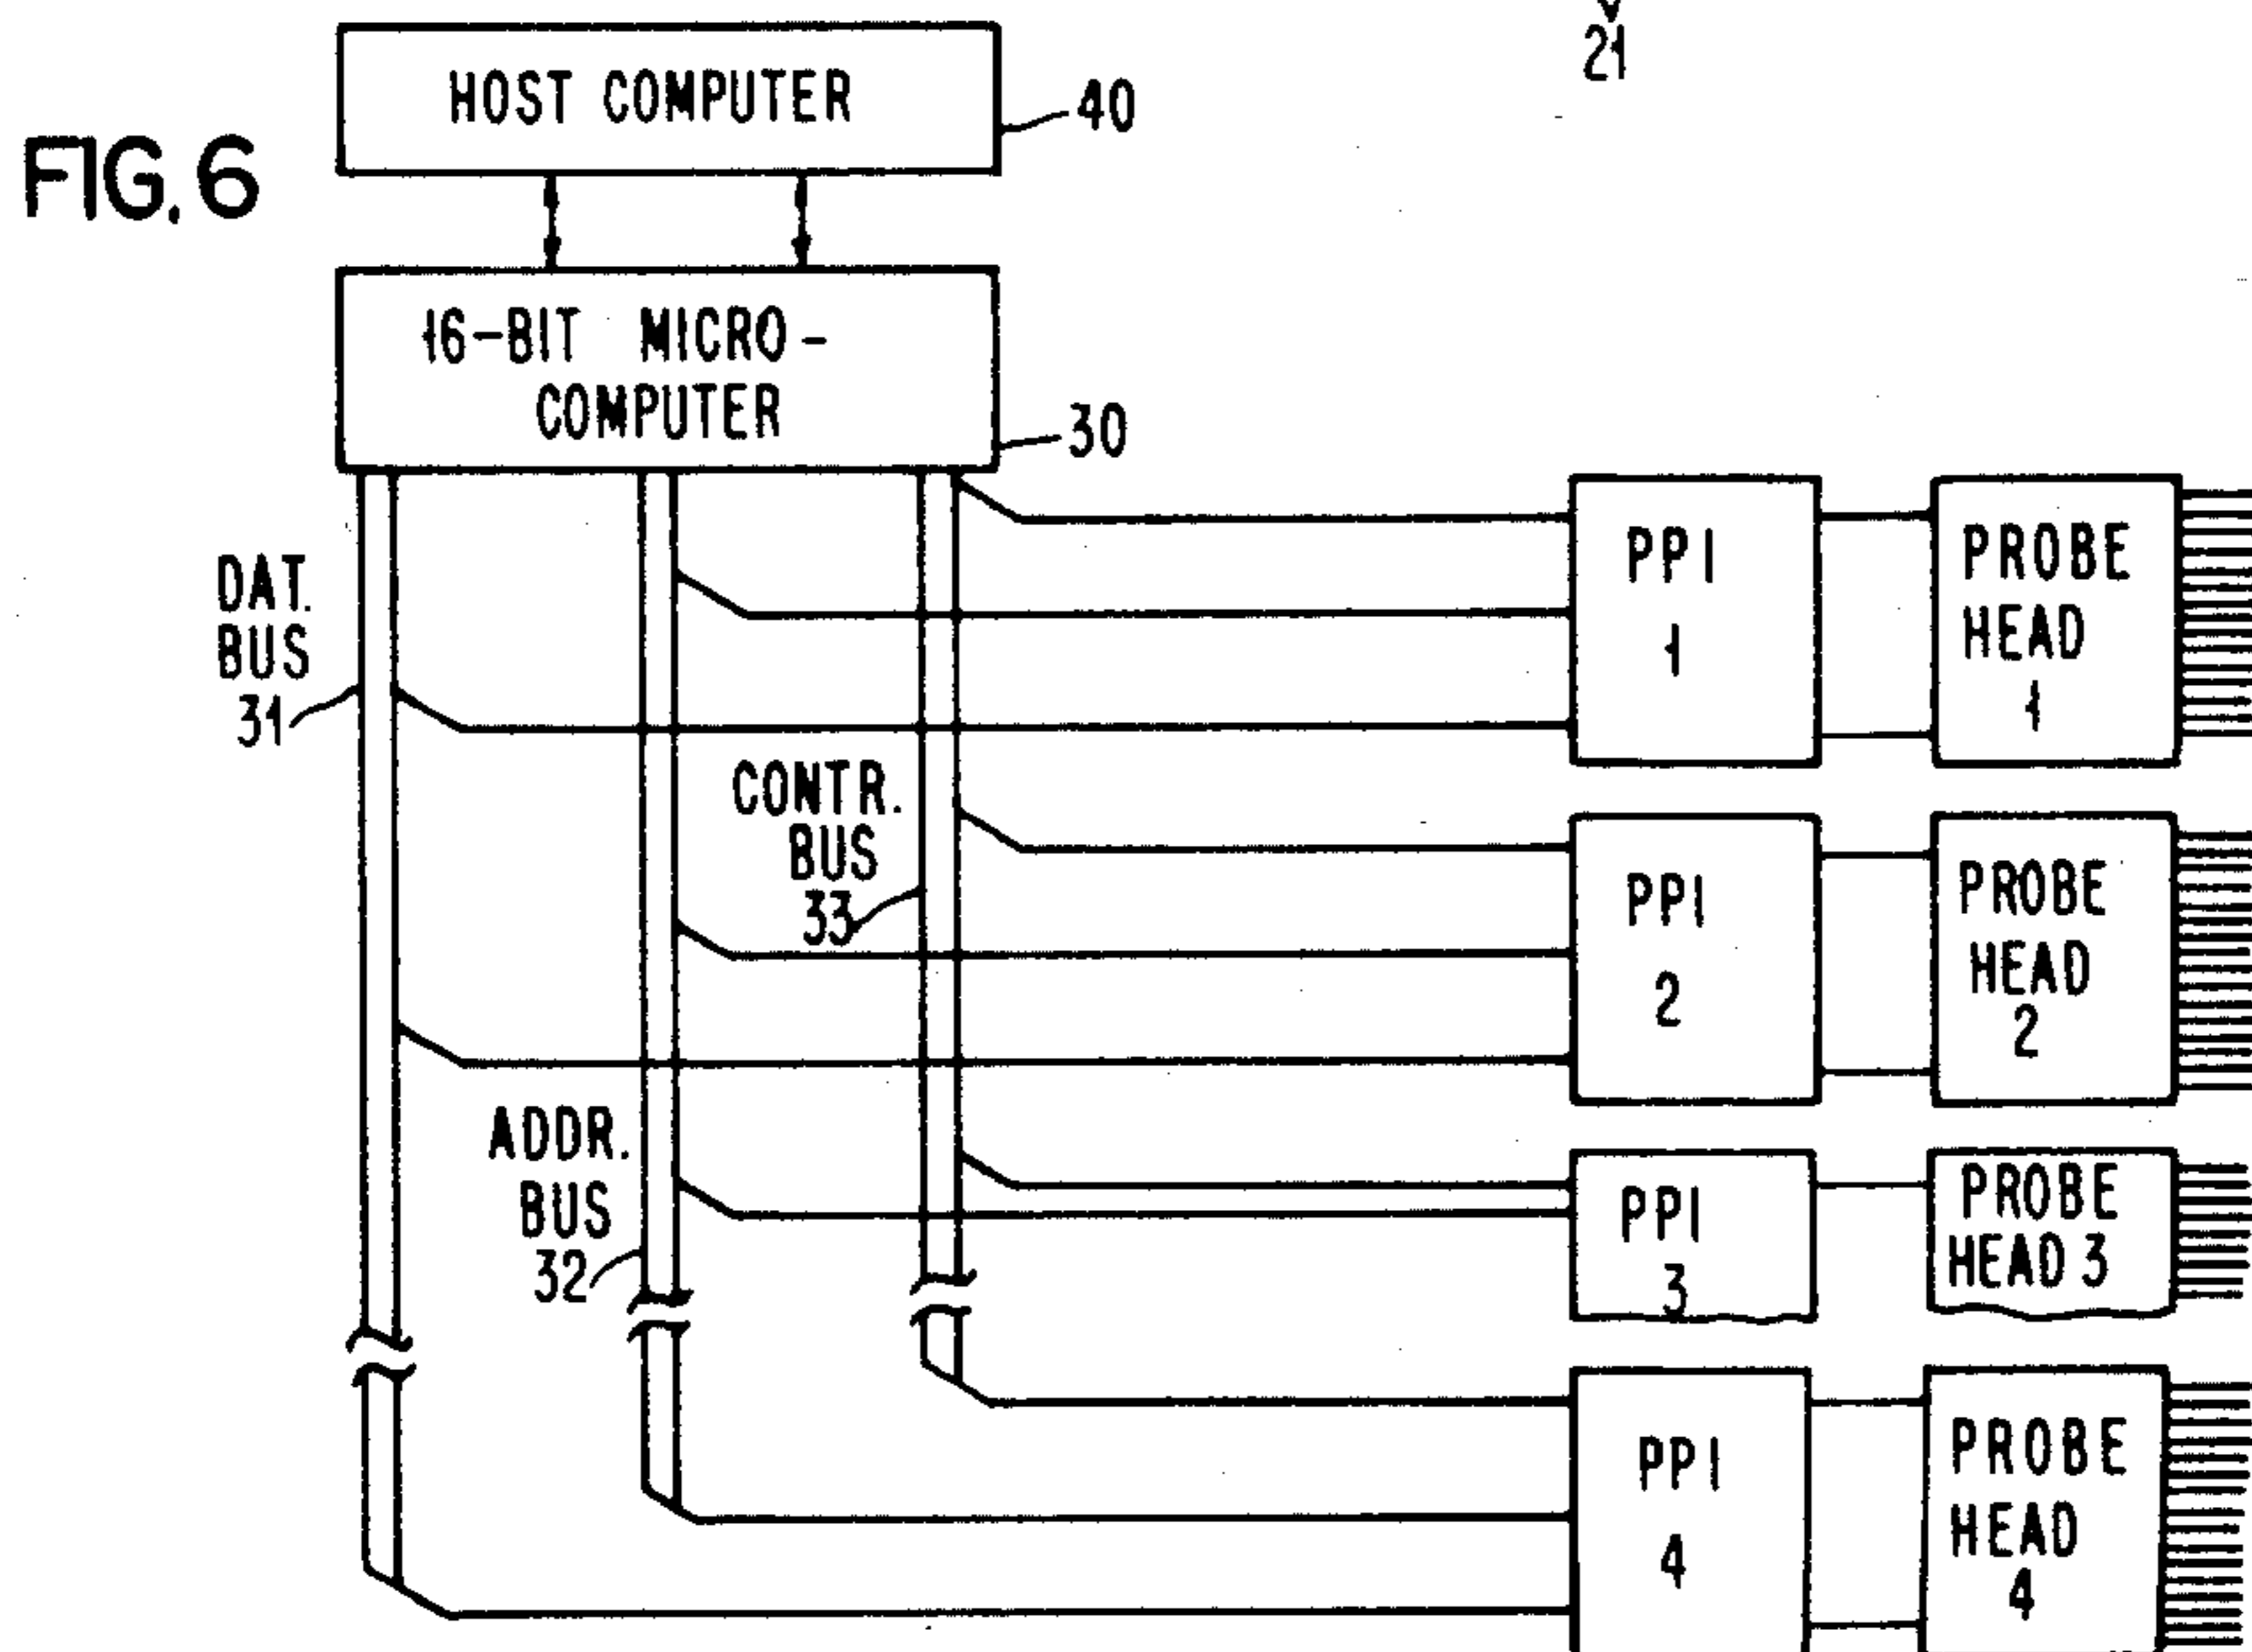 21
FIG. 6
HOST COMPUTER
40
16-BIT MICRO-
COMPUTER
30
DAT.
BUS
31
CONTR.
BUS
33
ADDR.
BUS
32
PPI
1
PROBE
HEAD
1
PPI
2
PROBE
HEAD
2
PPI
3
PROBE
HEAD 3
PPI
4
PROBE
HEAD
4